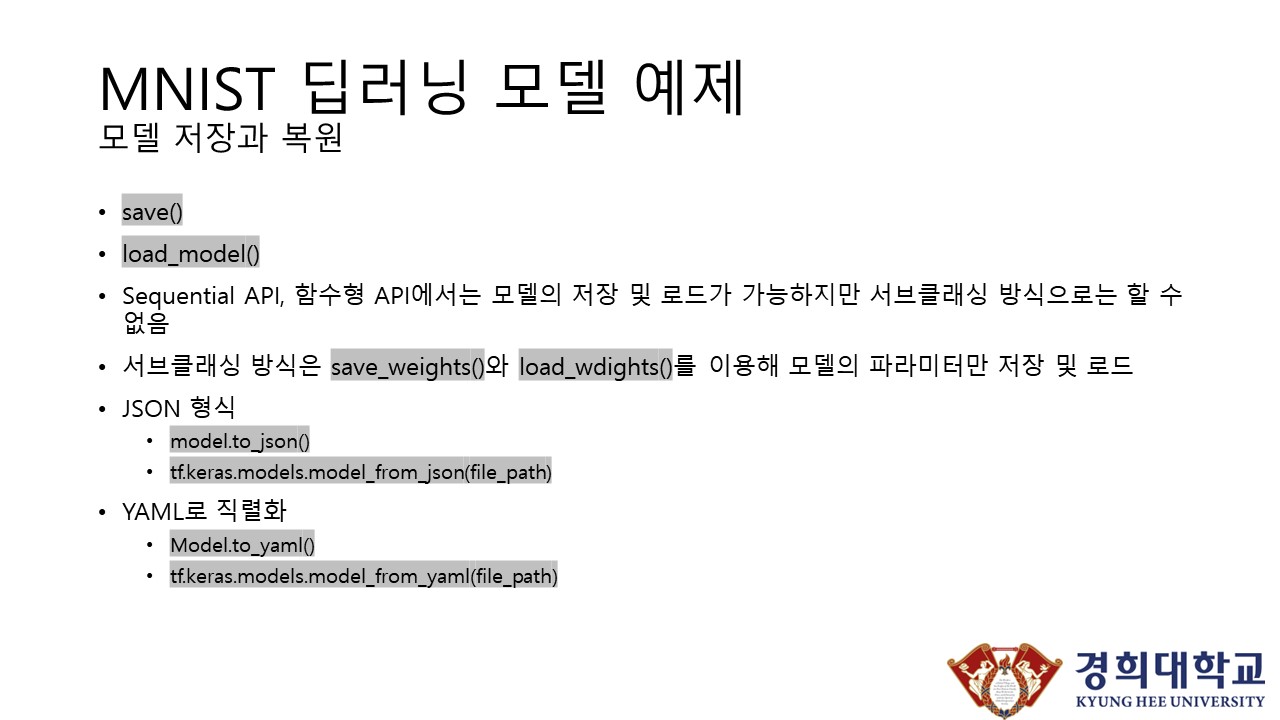 MNIST 딥러닝 모델 예제
모델 저장과 복원
• save()
• load_model()
• Sequential API, 함수형 API에서는 모델의 저장 및 로드가 가능하지만 서브클래싱 방식으로는 할 수
없음
• 서브클래싱 방식은 save_weights()와 load_wdights()를 이용해 모델의 파라미터만 저장 및 로드
• JSON 형식
• model.to_json()
• tf.keras.models.model_from_json(file_path)
• YAML로 직렬화
• Model.to_yaml()
• tf.keras.models.model_from_yaml(file_path)
경희대학교
KYUNG HEE UNIVERSITY